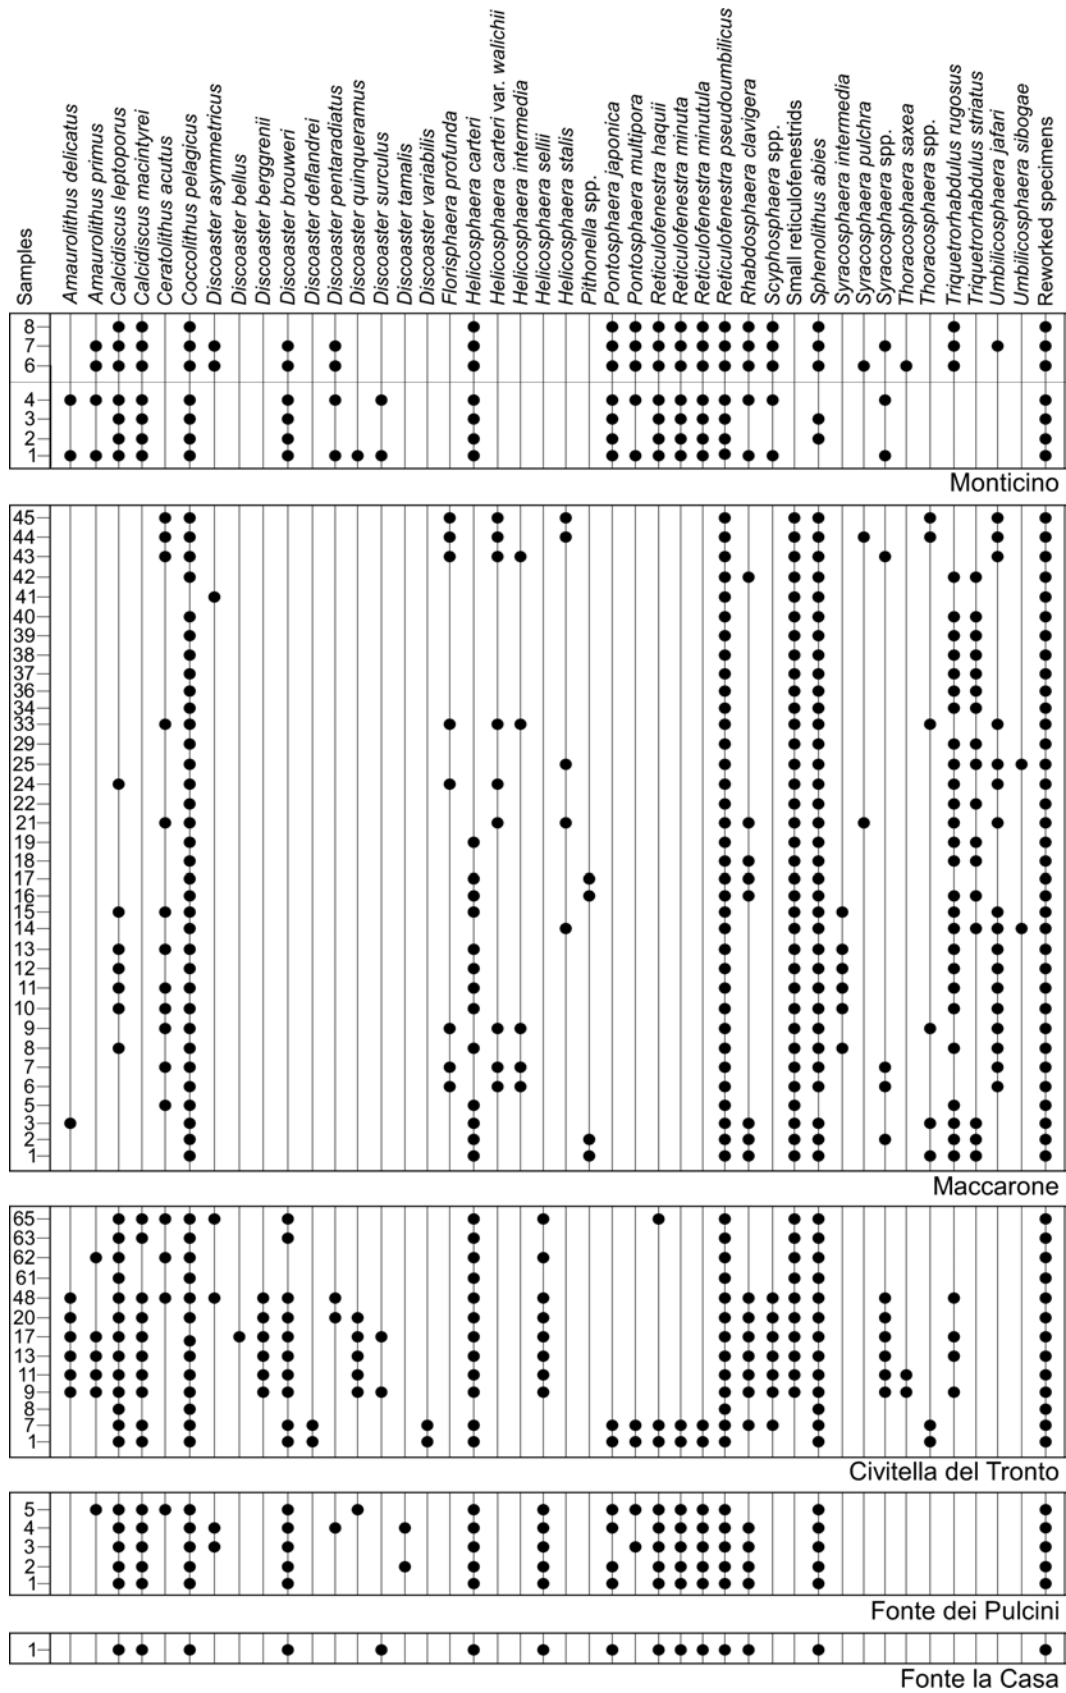 Samples
Amaurolithus delicatus
Amaurolithus primus
Calcidiscus leptoporus
Calcidiscus macintyrei
Ceratolithus acutus
Coccolithus pelagicus
Discoaster asymmetricus
Discoaster bellus
Discoaster berggrenii
Discoaster brouweri
Discoaster deflandrei
Discoaster pentaradiatus
Discoaster quinqueramus
Discoaster surculus
Discoaster tamalis
Discoaster variabilis
Florisphaera profunda
Helicosphaera carteri
Helicosphaera carteri var. walichii
Helicosphaera intermedia
Helicosphaera sellii
Helicosphaera stalis
Pithonella spp.
Pontosphaera japonica
Pontosphaera multipora
Reticulofenestra haquii
Reticulofenestra minuta
Reticulofenestra minutula
Reticulofenestra pseudoumbilicus
Rhabdosphaera clavigera
Scyphosphaera spp.
Small reticulofenestrids
Sphenolithus abies
Syracosphaera intermedia
Syracosphaera pulchra
Syracosphaera spp.
Thoracosphaera saxea
Thoracosphaera spp.
Triquetrorhabdulus rugosus
Triquetrorhabdulus striatus
Umbilicosphaera jafari
Umbilicosphaera sibogae
Reworked specimens
8
7
6
4
3
2
1
Monticino
45
44
43
42
41
40
39
38
37
36
34
33
29
25
24
22
21
19
18
17
16
15
14
13
12
11
10
9
8
7
6
5
3
2
1
Maccarone
65
63
62
61
48
20
17
13
11
9
8
7
1
Civitella del Tronto
5
4
3
2
1
Fonte dei Pulcini
1
Fonte la Casa